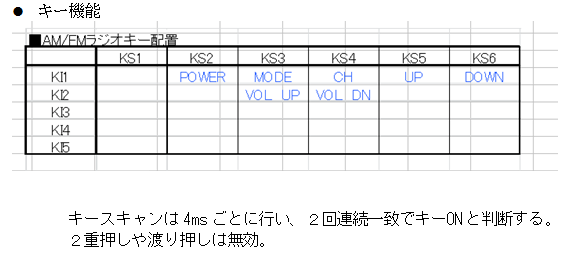 ● キー機能
■AM/FMラジオキー配置
KS1 KS2 KS3 KS4 KS5 KS6
KI1 POWER MODE CH UP DOWN
KI2 VOL UP VOL DN
KI3
KI4
KI5
キースキャンは4msごとに行い、２回連続一致でキーONと判断する。
２重押しや渡り押しは無効。